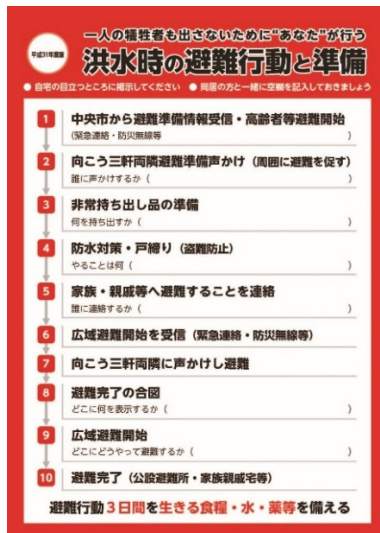 平成31年度版
一人の犠牲者も出さないために"あなた"が行う
洪水時の避難行動と準備
● 自宅の目立つところに掲示してください ● 同居の方と一緒に空欄を記入しておきましょう
1 中央市から避難準備情報受信・高齢者等避難開始
(緊急連絡・防災無線等 )
2 向こう三軒両隣避難準備声かけ（周囲に避難を促す）
誰に声かけするか（ ）
3 非常持ち出し品の準備
何を持ち出すか（ ）
4 防水対策・戸締り（盗難防止）
やることは何（ ）
5 家族・親戚等へ避難することを連絡
誰に連絡するか（ ）
6 広域避難開始を受信（緊急連絡・防災無線等）
7 向こう三軒両隣に声かけし避難
8 避難完了の合図
どこに何を表示するか（ ）
9 広域避難開始
どこにどうやって避難するか（ ）
10 避難完了（公設避難所・家族親戚宅等）
避難行動3日間を生きる食糧・水・薬等を備える